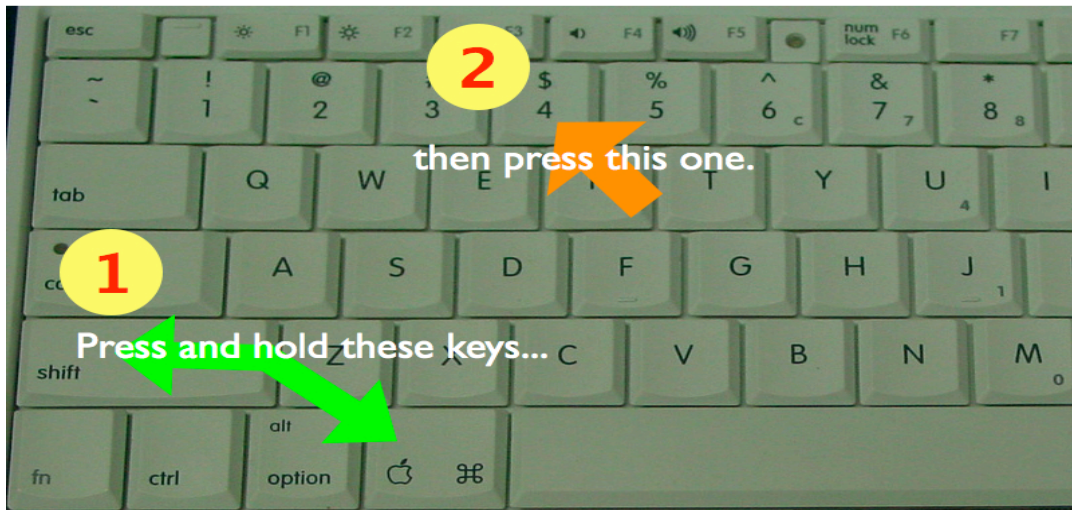 esc F1 F2 F3 F4 F5 num lock F6 F7
~ ` ! 1 @ 2 3 $ 4 % 5 ^ 6 c & 7 7 * 8 8
2
then press this one.
tab Q W E T Y U 4 I
1
A S D F G H J 1
Press and hold these keys...
shift Z X C V B N M 0
fn ctrl alt option ⌘